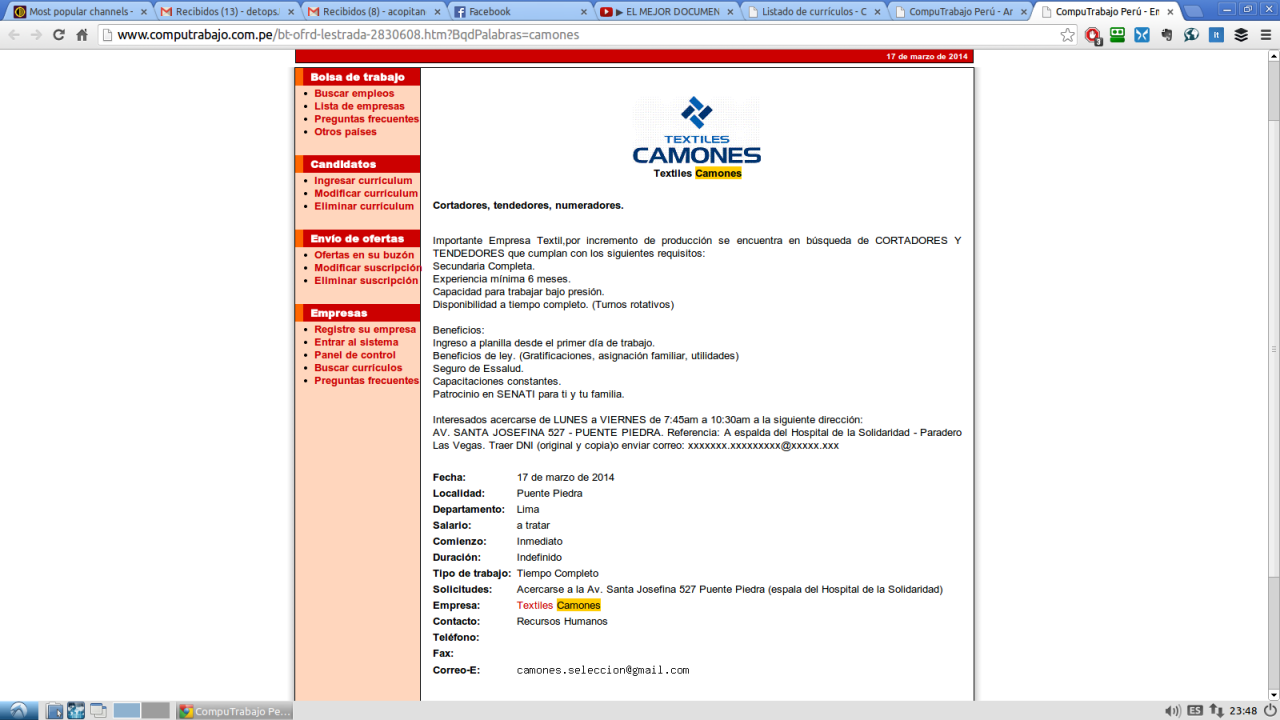 Most popular channels -
Recibidos (13) - detops.
Recibidos (8) - acopitan
Facebook
▶ EL MEJOR DOCUMEN
Listado de currículos - C
CompuTrabajo Perú - Ar
CompuTrabajo Perú - En
www.computrabajo.com.pe/bt-ofrd-lestrada-2830608.htm?BqdPalabras=camones
17 de marzo de 2014
Bolsa de trabajo
Buscar empleos
Lista de empresas
Preguntas frecuentes
Otros países
Candidatos
Ingresar currículum
Modificar currículum
Eliminar currículum
Envío de ofertas
Ofertas en su buzón
Modificar suscripción
Eliminar suscripción
Empresas
Registre su empresa
Entrar al sistema
Panel de control
Buscar currículos
Preguntas frecuentes
TEXTILES
CAMONES
Textiles Camones
Cortadores, tendedores, numeradores.
Importante Empresa Textil,por incremento de producción se encuentra en búsqueda de CORTADORES Y
TENDEDORES que cumplan con los siguientes requisitos:
Secundaria Completa.
Experiencia mínima 6 meses.
Capacidad para trabajar bajo presión.
Disponibilidad a tiempo completo. (Turnos rotativos)
Beneficios:
Ingreso a planilla desde el primer día de trabajo.
Beneficios de ley. (Gratificaciones, asignación familiar, utilidades)
Seguro de Essalud.
Capacitaciones constantes.
Patrocinio en SENATI para ti y tu familia.
Interesados acercarse de LUNES a VIERNES de 7:45am a 10:30am a la siguiente dirección:
AV. SANTA JOSEFINA 527 - PUENTE PIEDRA. Referencia: A espalda del Hospital de la Solidaridad - Paradero
Las Vegas. Traer DNI (original y copia)o enviar correo: xxxxxxx.xxxxxxxxx@xxxxx.xxx
Fecha: 17 de marzo de 2014
Localidad: Puente Piedra
Departamento: Lima
Salario: a tratar
Comienzo: Inmediato
Duración: Indefinido
Tipo de trabajo: Tiempo Completo
Solicitudes: Acercarse a la Av. Santa Josefina 527 Puente Piedra (espala del Hospital de la Solidaridad)
Empresa: Textiles Camones
Contacto: Recursos Humanos
Teléfono:
Fax:
Correo-E: camones.seleccion@gmail.com
CompuTrabajo Pe...
ES
23:48